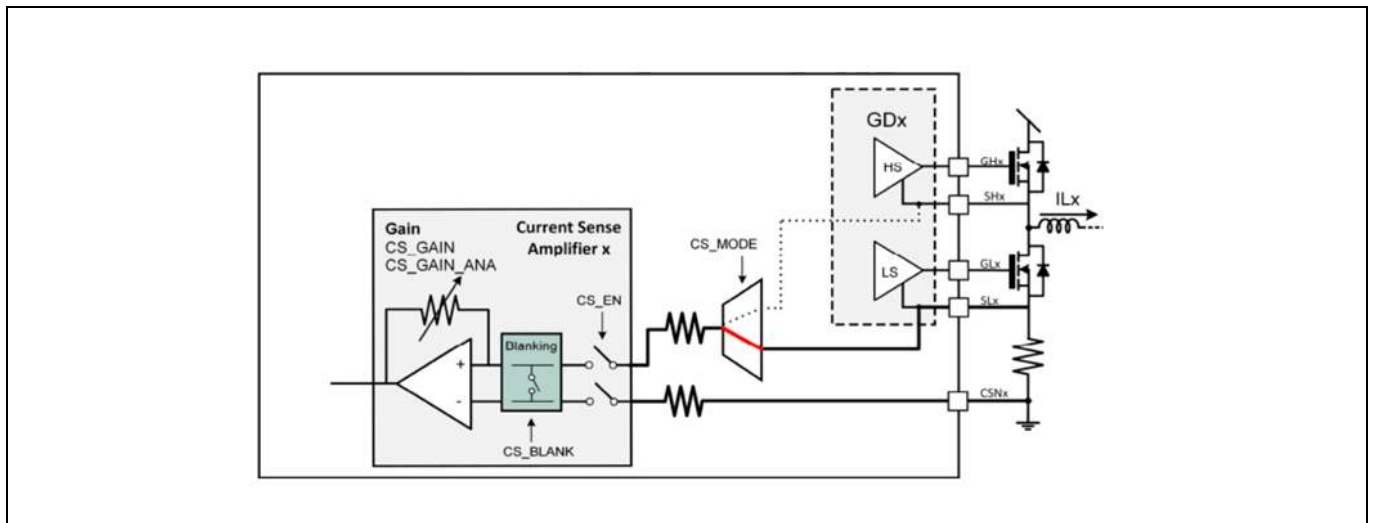 GDx
HS
GHx
SHx
ILx
Gain
CS_GAIN
CS_GAIN_ANA
Current Sense
Amplifier x
CS_MODE
LS
GLx
SLx
CS_EN
Blanking
+
-
CSNx
CS_BLANK